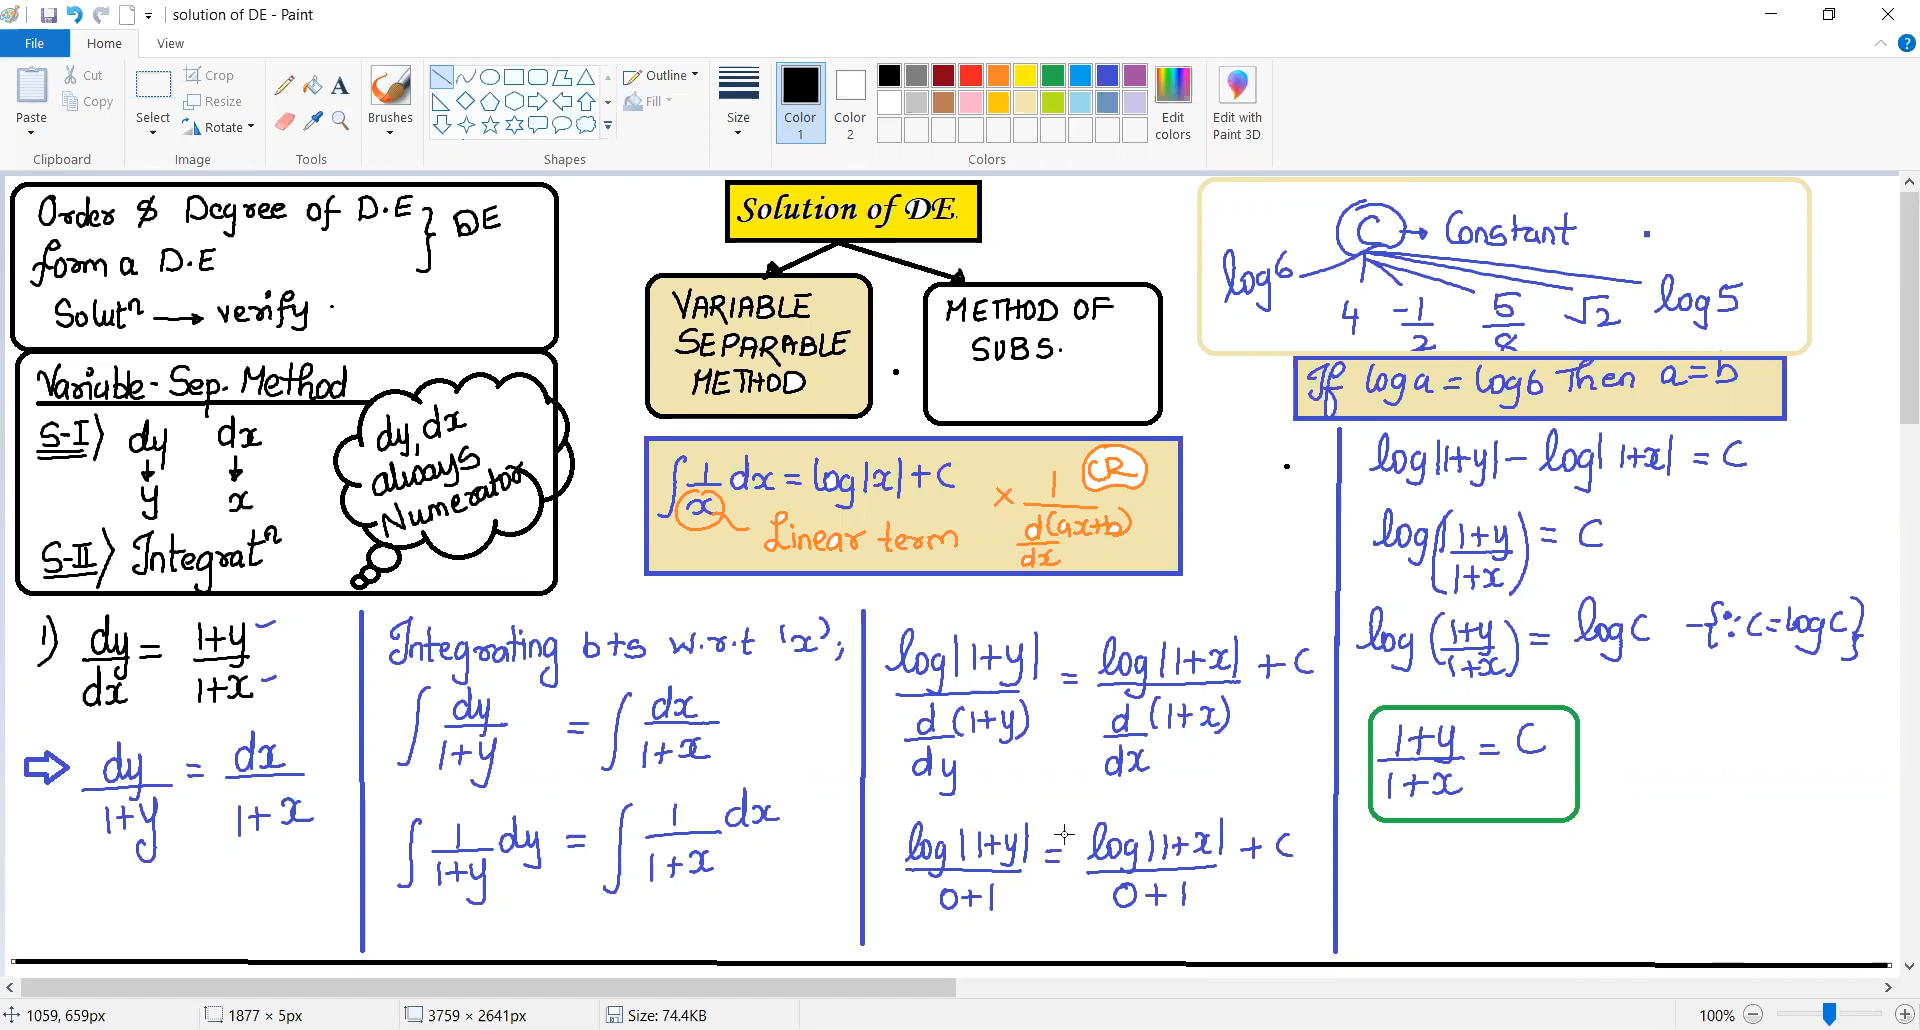 solution of DE - Paint
File Home View
Paste
Cut
Copy
Clipboard
Select
Crop
Resize
Rotate
Image
Tools
Brushes
Shapes
Outline
Fill
Size
Color 1
Color 2
Colors
Edit colors
Edit with Paint 3D
Order & Degree of D.E } DE
form a D.E
Solutⁿ → verify
Variable-Sep. Method
S-I) dy dx
↓ ↓
y x
S-II) Integratⁿ
dy, dx
always
Numerator
Solution of DE
VARIABLE
SEPARABLE
METHOD
METHOD OF
SUBS.
∫ 1/x dx = log|x| + C
Linear term
× 1/(d/dx (ax+b))
CR
C → Constant
log6 4 -1/2 5/8 √2 log5
If log a = log b Then a = b
1) dy/dx = (1+y)/(1+x)
⇒ dy/(1+y) = dx/(1+x)
Integrating bts w.r.t 'x';
∫ dy/(1+y) = ∫ dx/(1+x)
∫ 1/(1+y) dy = ∫ 1/(1+x) dx
log|1+y| / (d/dy (1+y)) = log|1+x| / (d/dx (1+x)) + C
log|1+y| / (0+1) = log|1+x| / (0+1) + C
log|1+y| - log|1+x| = C
log((1+y)/(1+x)) = C
log((1+y)/(1+x)) = log C -{∵ C = log C}
(1+y)/(1+x) = C
1059, 659px
1877 × 5px
3759 × 2641px
Size: 74.4KB
100%